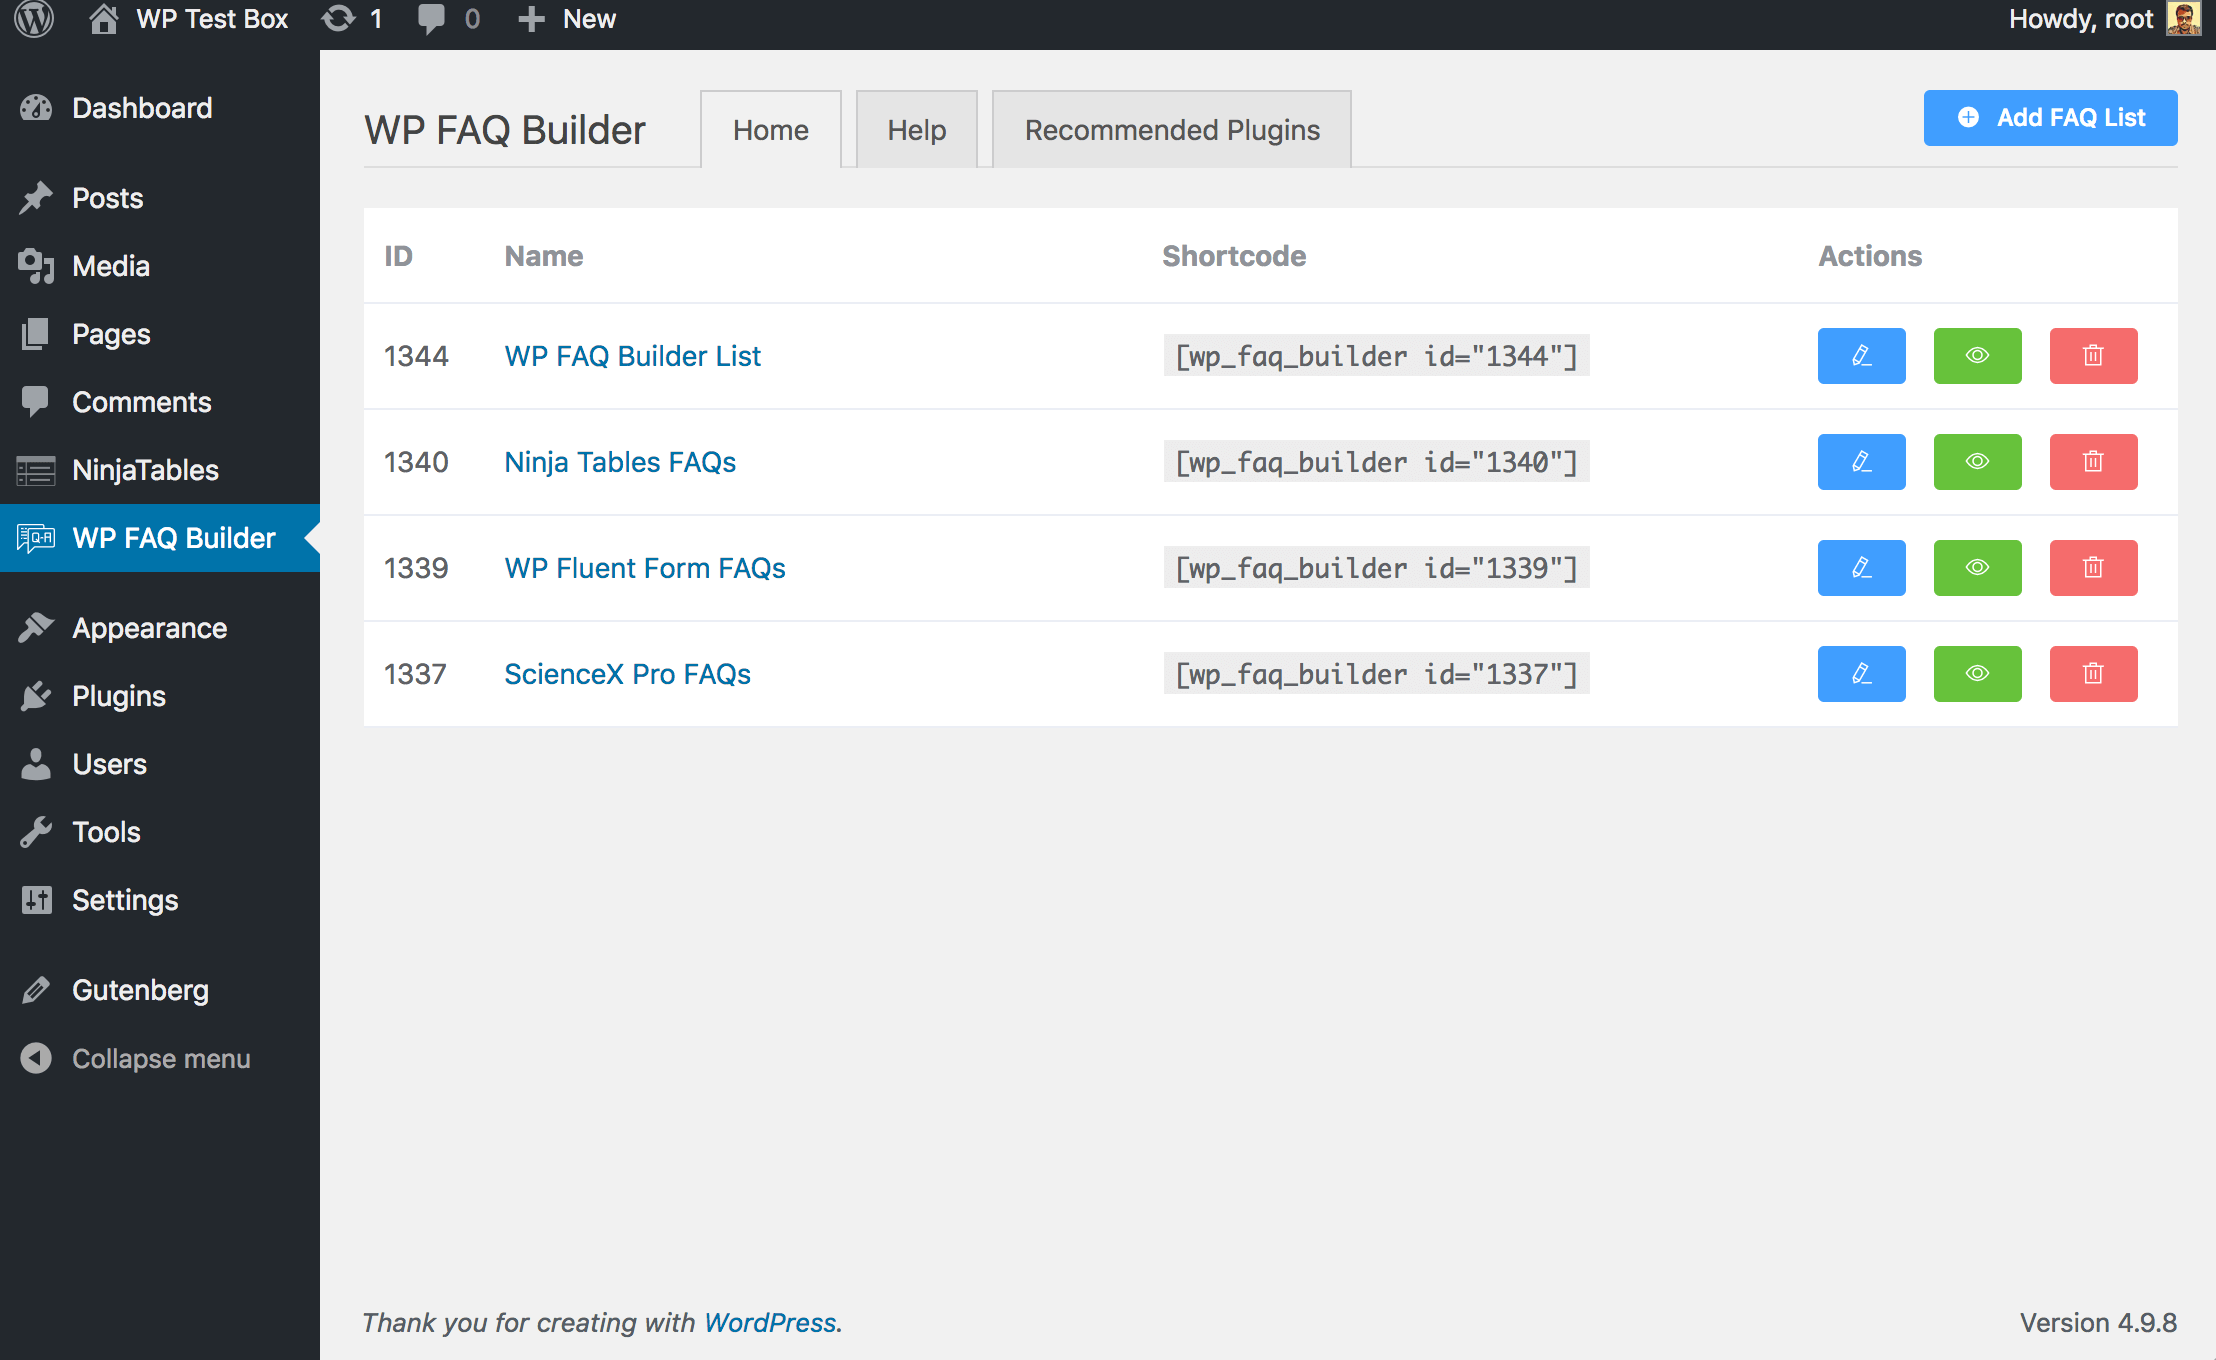 WP Test Box 1 0 New Howdy, root
Dashboard
Posts
Media
Pages
Comments
NinjaTables
WP FAQ Builder
Appearance
Plugins
Users
Tools
Settings
Gutenberg
Collapse menu
WP FAQ Builder Home Help Recommended Plugins Add FAQ List
ID Name Shortcode Actions
1344 WP FAQ Builder List [wp_faq_builder id="1344"]
1340 Ninja Tables FAQs [wp_faq_builder id="1340"]
1339 WP Fluent Form FAQs [wp_faq_builder id="1339"]
1337 ScienceX Pro FAQs [wp_faq_builder id="1337"]
Thank you for creating with WordPress. Version 4.9.8